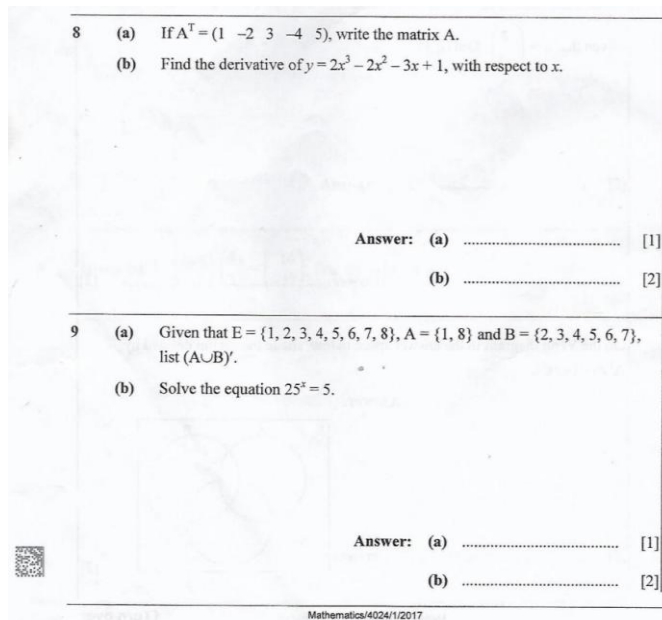 8 (a) If Aᵀ = (1 –2 3 –4 5), write the matrix A.
(b) Find the derivative of y = 2x³ – 2x² – 3x + 1, with respect to x.
Answer: (a) ........................................ [1]
(b) ........................................ [2]
9 (a) Given that E = {1, 2, 3, 4, 5, 6, 7, 8}, A = {1, 8} and B = {2, 3, 4, 5, 6, 7},
list (A∪B)′.
(b) Solve the equation 25ˣ = 5.
Answer: (a) ........................................ [1]
(b) ........................................ [2]
Mathematics/4024/1/2017